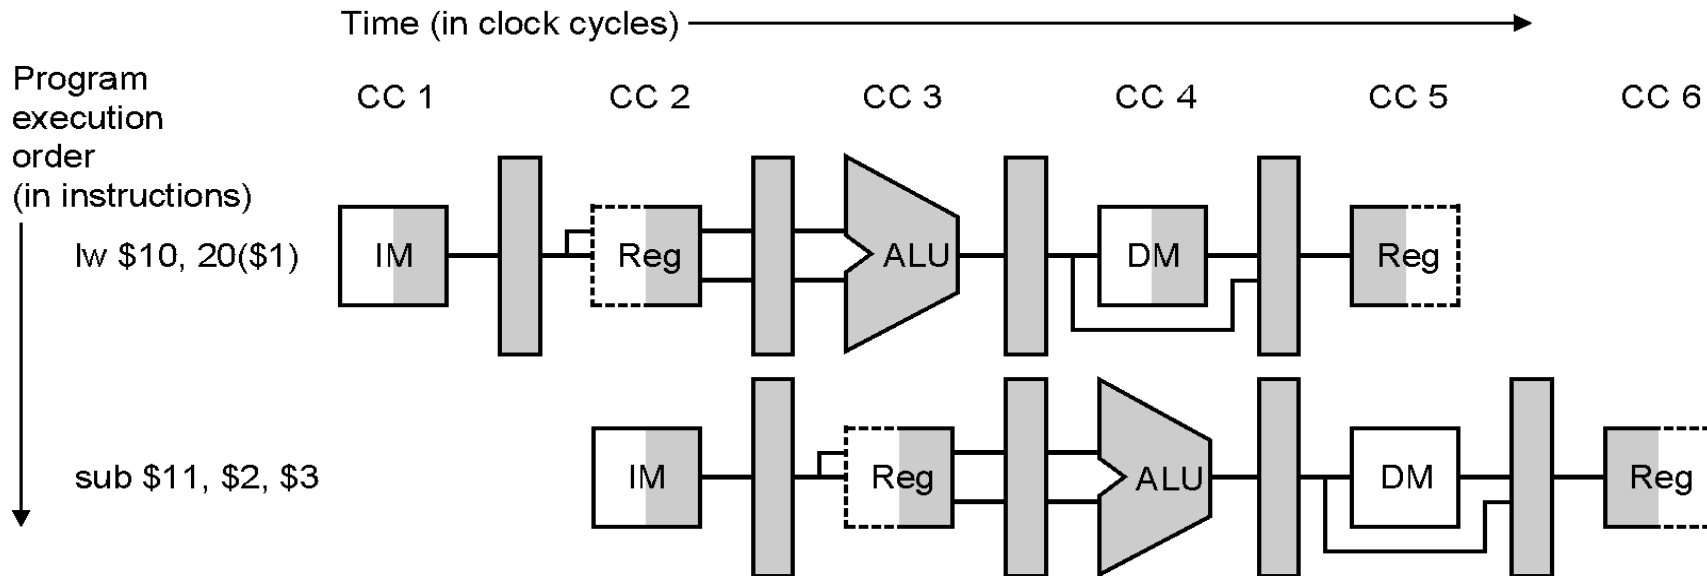 Time (in clock cycles)
Program
execution
order
(in instructions)
CC 1 CC 2 CC 3 CC 4 CC 5 CC 6
lw $10, 20($1) IM Reg ALU DM Reg
sub $11, $2, $3 IM Reg ALU DM Reg